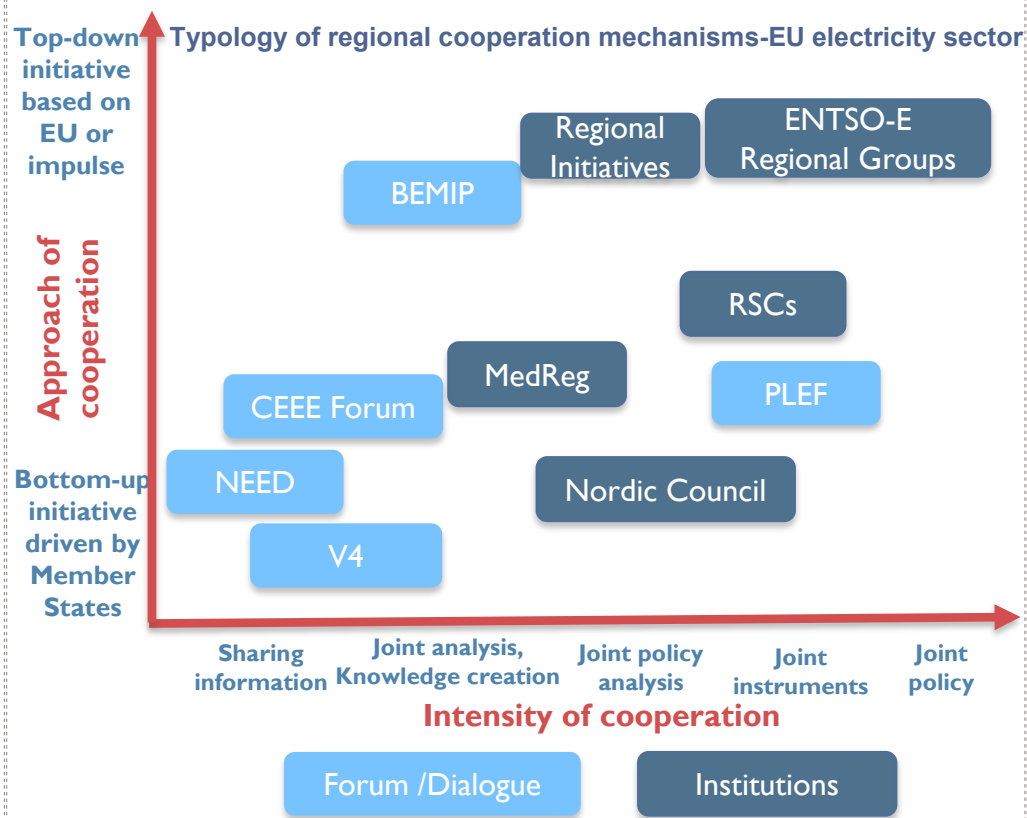 Typology of regional cooperation mechanisms-EU electricity sector
Top-down
initiative
based on
EU or
impulse
Approach of
cooperation
Bottom-up
initiative
driven by
Member
States
Regional
Initiatives
ENTSO-E
Regional Groups
BEMIP
RSCs
MedReg
PLEF
CEEE Forum
NEED
Nordic Council
V4
Sharing
information
Joint analysis,
Knowledge creation
Joint policy
analysis
Joint
instruments
Joint
policy
Intensity of cooperation
Forum /Dialogue
Institutions